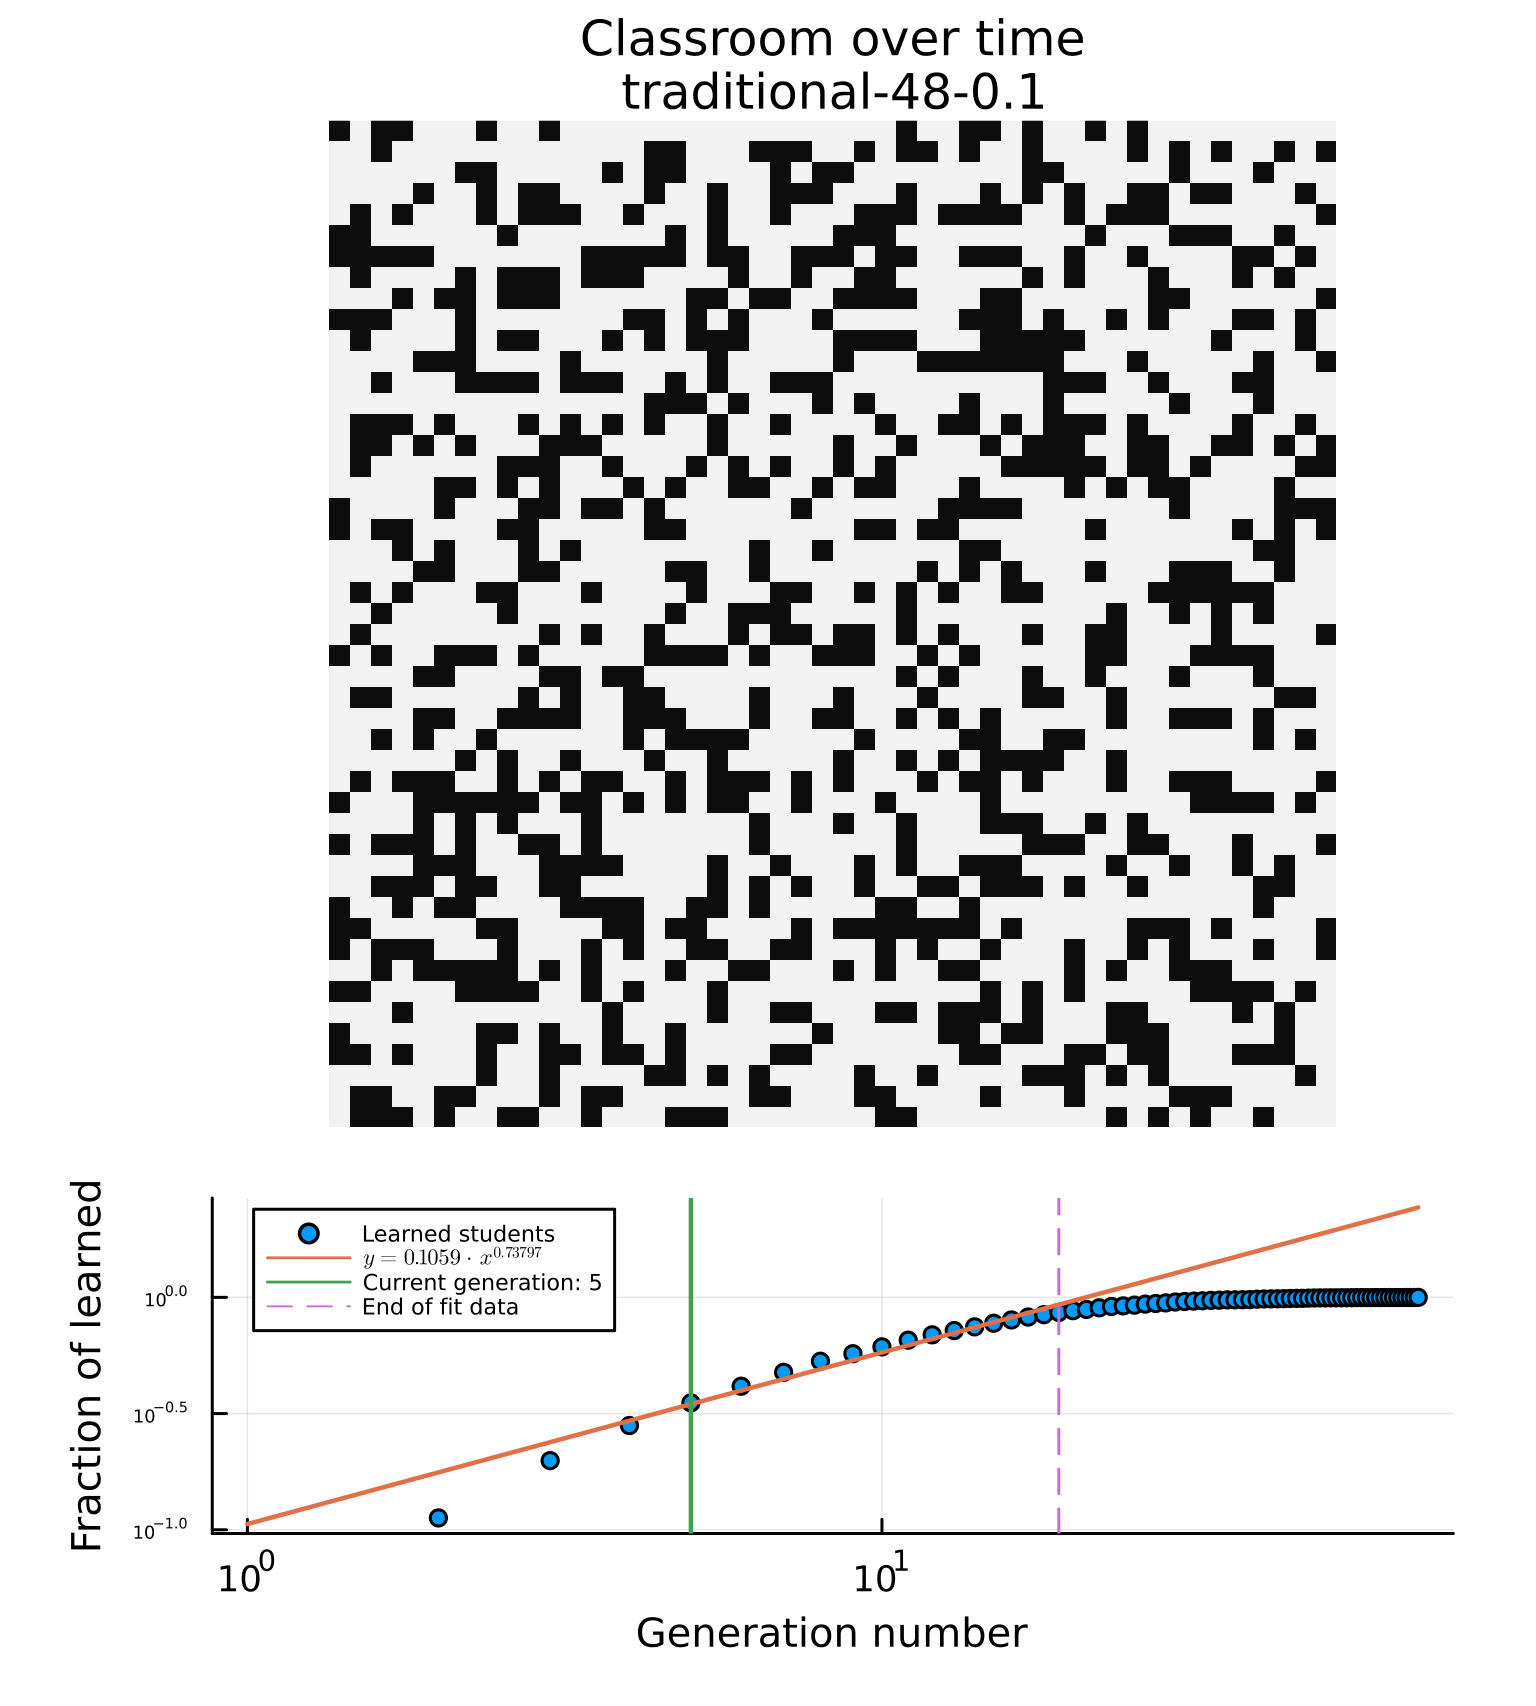 Classroom over time
traditional-48-0.1
Fraction of learned
Learned students
y = 0.1059 · x^0.73797
Current generation: 5
End of fit data
10^0.0
10^−0.5
10^−1.0
10^0
10^1
Generation number